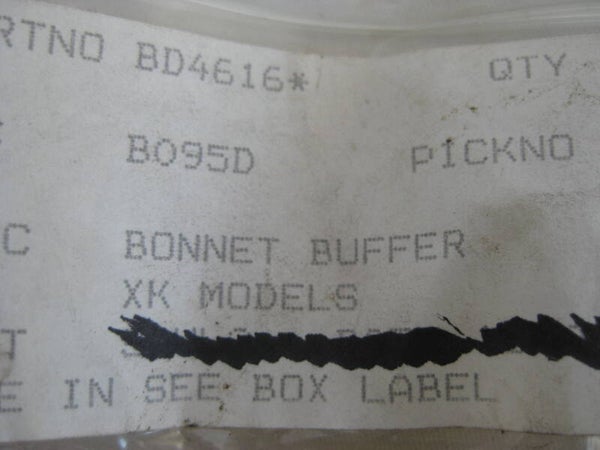 RTNO BD4616* QTY
B095D PICKNO
C BONNET BUFFER
XK MODELS
E IN SEE BOX LABEL